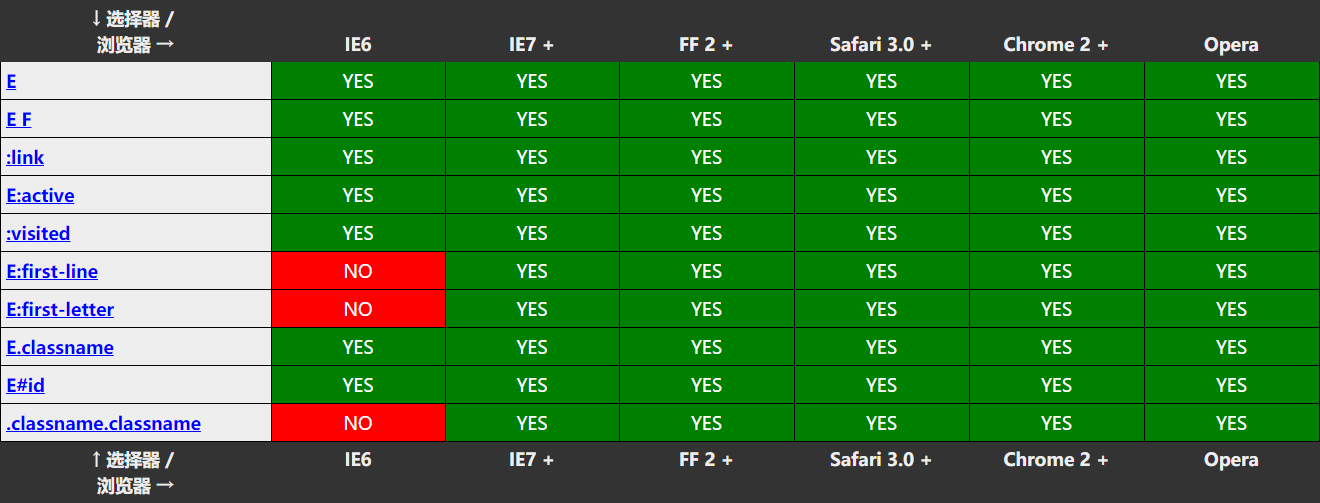 ↓选择器 /
浏览器 → IE6 IE7 + FF 2 + Safari 3.0 + Chrome 2 + Opera
E YES YES YES YES YES YES
E F YES YES YES YES YES YES
:link YES YES YES YES YES YES
E:active YES YES YES YES YES YES
:visited YES YES YES YES YES YES
E:first-line NO YES YES YES YES YES
E:first-letter NO YES YES YES YES YES
E.classname YES YES YES YES YES YES
E#id YES YES YES YES YES YES
.classname.classname NO YES YES YES YES YES
↑选择器 / IE6 IE7 + FF 2 + Safari 3.0 + Chrome 2 + Opera
浏览器 →